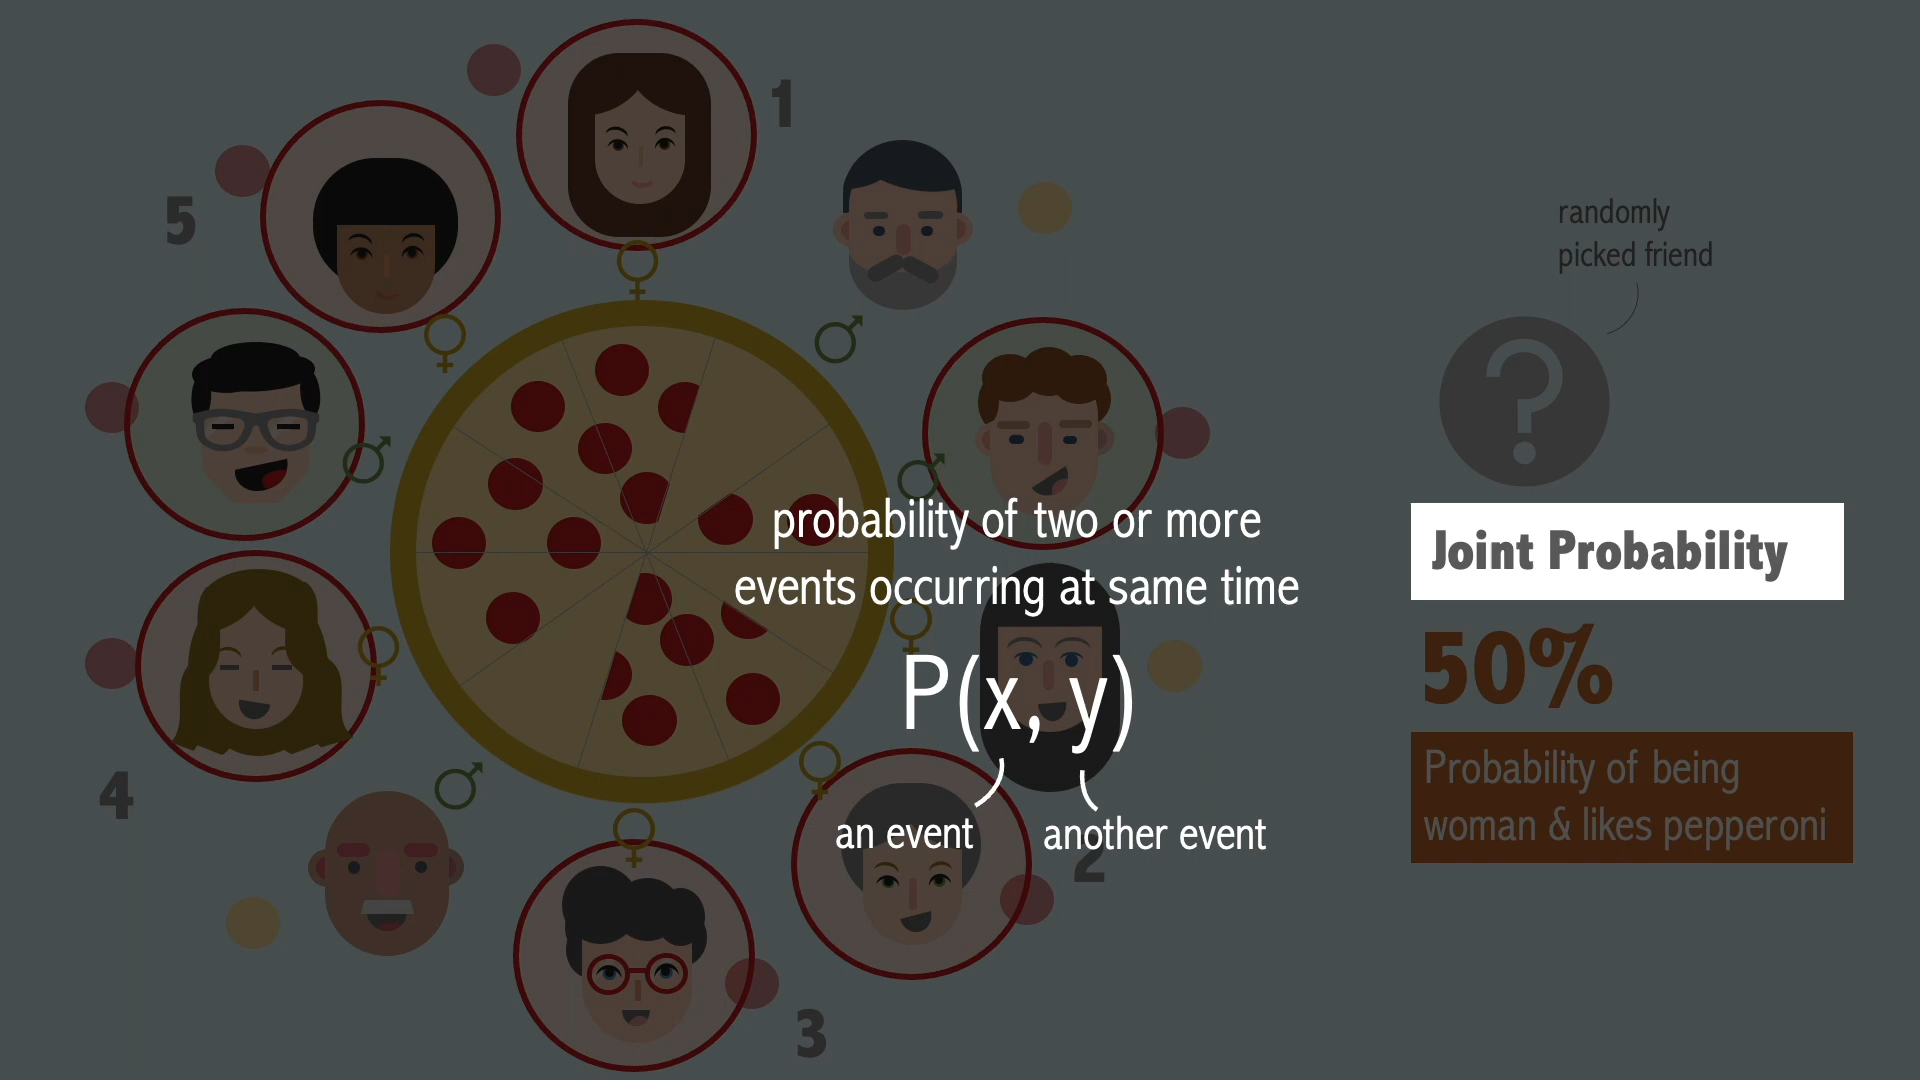 1
5
randomly
picked friend
?
probability of two or more
events occurring at same time
Joint Probability
50%
P(x, y)
Probability of being
woman & likes pepperoni
4
an event
another event
2
3